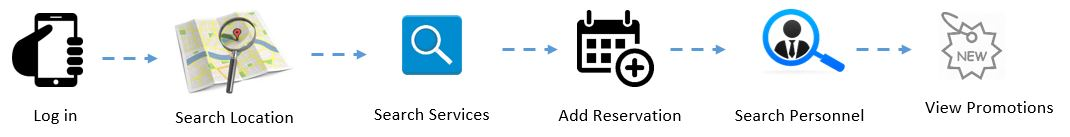 NEW
Log in
Search Location
Search Services
Add Reservation
Search Personnel
View Promotions